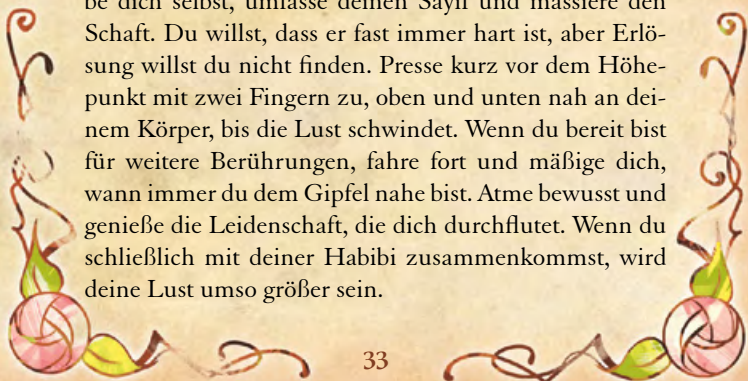 be dich selbst, umfasse deinen Sayif und massiere den
Schaft. Du willst, dass er fast immer hart ist, aber Erlö-
sung willst du nicht finden. Presse kurz vor dem Höhe-
punkt mit zwei Fingern zu, oben und unten nah an dei-
nem Körper, bis die Lust schwindet. Wenn du bereit bist
für weitere Berührungen, fahre fort und mäßige dich,
wann immer du dem Gipfel nahe bist. Atme bewusst und
genieße die Leidenschaft, die dich durchflutet. Wenn du
schließlich mit deiner Habibi zusammenkommst, wird
deine Lust umso größer sein.
33